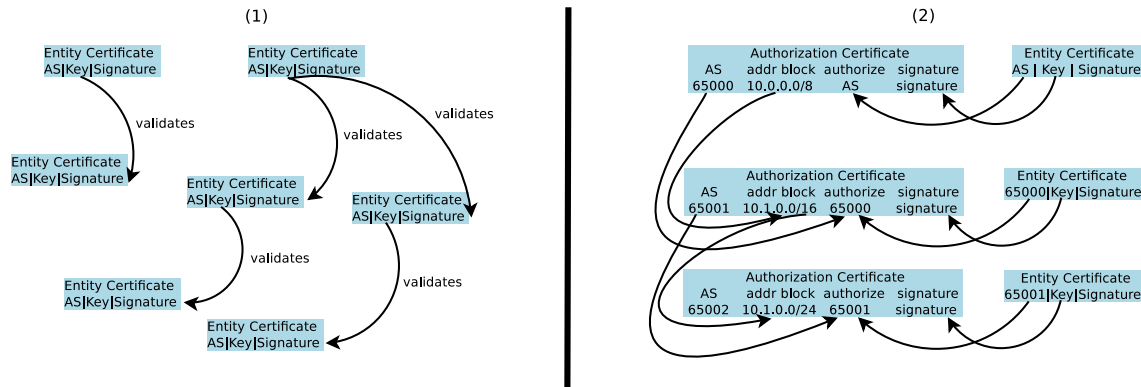 (1)
Entity Certificate
AS|Key|Signature
Entity Certificate
AS|Key|Signature
validates
validates
validates
Entity Certificate
AS|Key|Signature
Entity Certificate
AS|Key|Signature
Entity Certificate
AS|Key|Signature
validates
validates
Entity Certificate
AS|Key|Signature
Entity Certificate
AS|Key|Signature
(2)
Authorization Certificate
AS addr block authorize signature
65000 10.0.0.0/8 AS signature
Entity Certificate
AS | Key | Signature
Authorization Certificate
AS addr block authorize signature
65001 10.1.0.0/16 65000 signature
Entity Certificate
65000|Key|Signature
Authorization Certificate
AS addr block authorize signature
65002 10.1.0.0/24 65001 signature
Entity Certificate
65001|Key|Signature